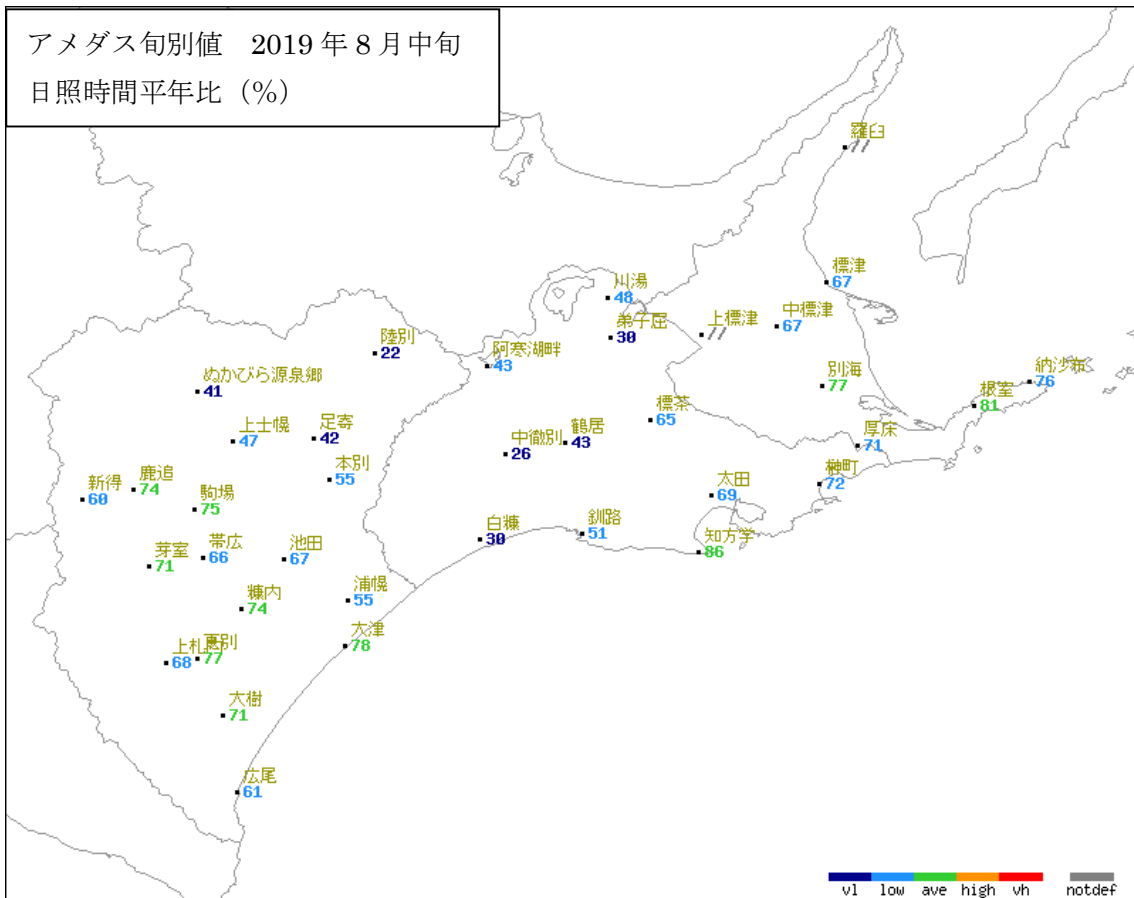 アメダス旬別値 2019年8月中旬
日照時間平年比（%）
羅臼
//
標津
67
川湯
48
中標津
67
上標津
//
弟子屈
30
陸別
22
阿寒湖畔
43
納沙布
76
別海
77
ぬかびら源泉郷
41
根室
81
標茶
65
足寄
42
上士幌
47
鶴居
43
中徹別
26
厚床
71
本別
55
榊町
72
鹿追
74
新得
60
太田
69
駒場
75
釧路
51
白糠
30
知方学
86
帯広
66
池田
67
芽室
71
浦幌
55
糠内
74
大津
78
上札
68
更別
77
大樹
71
広尾
61
vl low ave high vh notdef